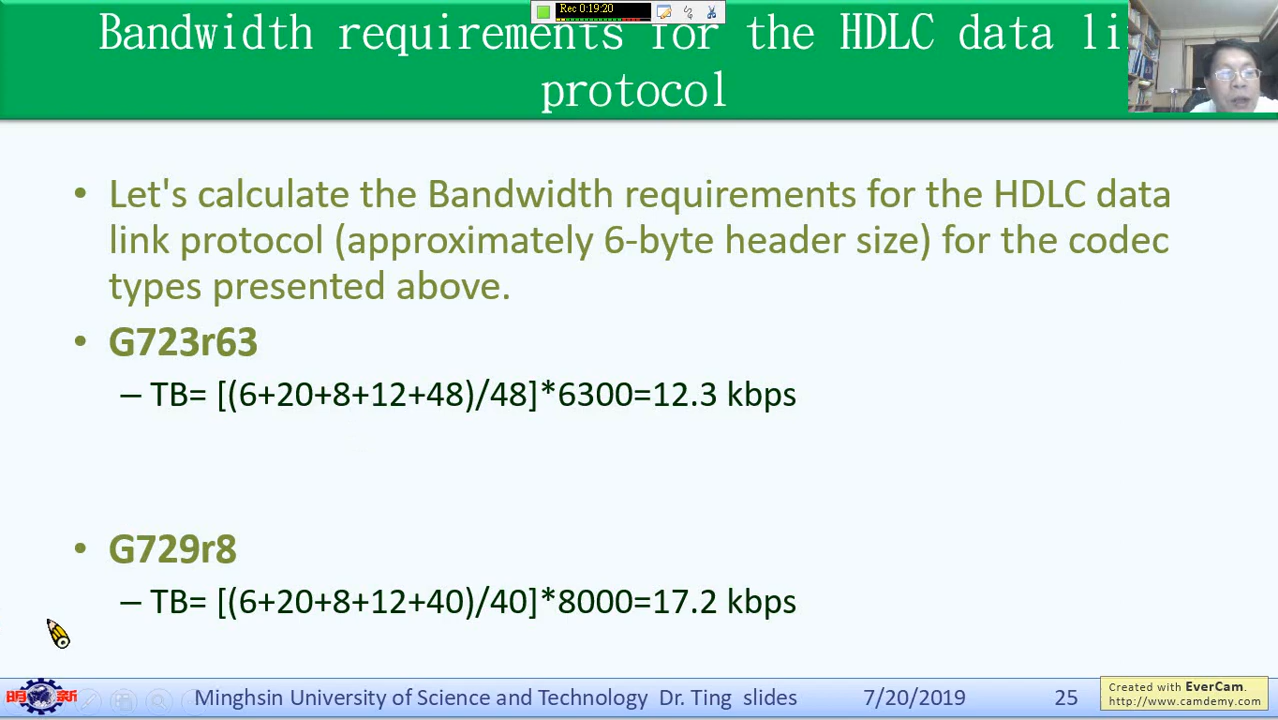 Rec 0:19:20
Bandwidth requirements for the HDLC data li
protocol
• Let's calculate the Bandwidth requirements for the HDLC data
link protocol (approximately 6-byte header size) for the codec
types presented above.
• G723r63
– TB= [(6+20+8+12+48)/48]*6300=12.3 kbps
• G729r8
– TB= [(6+20+8+12+40)/40]*8000=17.2 kbps
明新
Minghsin University of Science and Technology Dr. Ting slides
7/20/2019
25
Created with EverCam.
http://www.camdemy.com